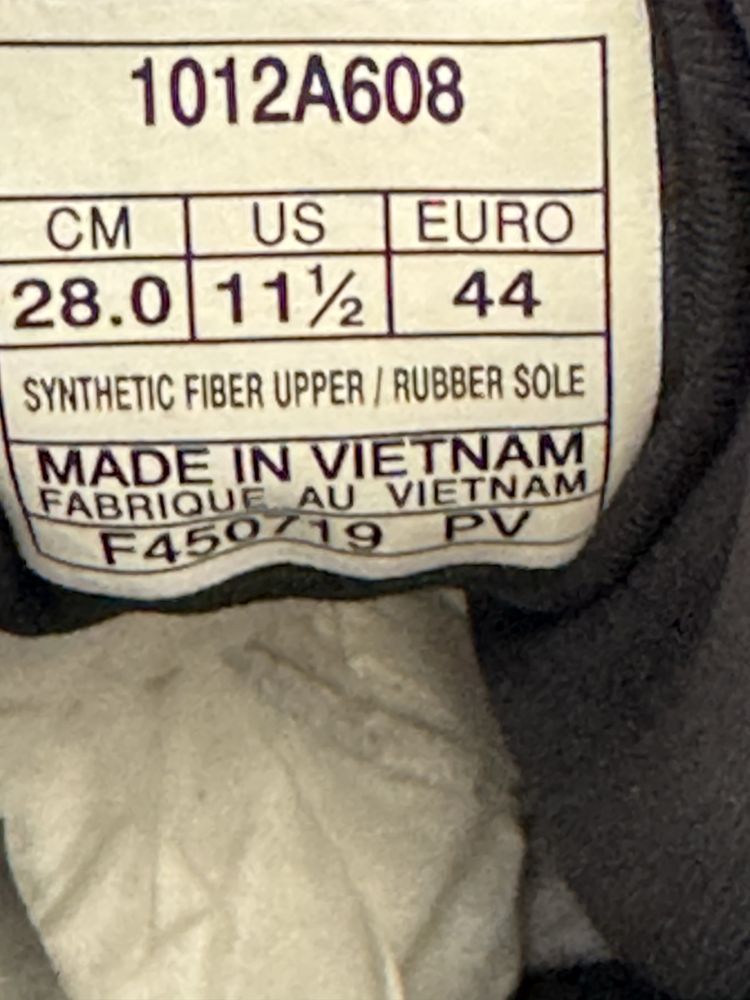 1012A608
CM US EURO
28.0 11½ 44
SYNTHETIC FIBER UPPER / RUBBER SOLE
MADE IN VIETNAM
FABRIQUE AU VIETNAM
F450719 PV